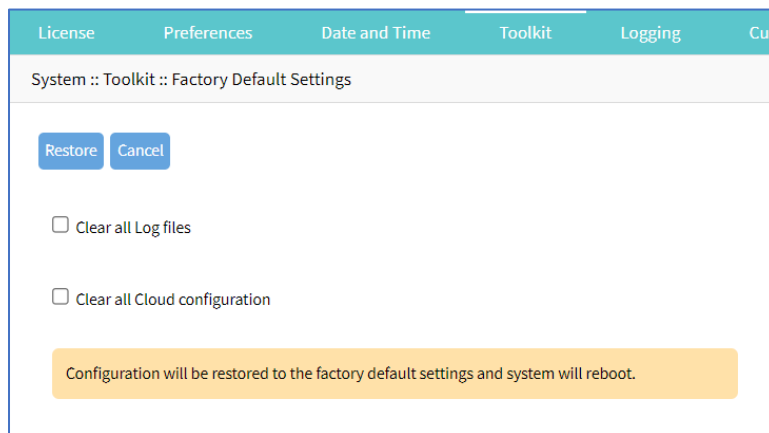 License Preferences Date and Time Toolkit Logging Cu
System :: Toolkit :: Factory Default Settings
Restore Cancel
Clear all Log files
Clear all Cloud configuration
Configuration will be restored to the factory default settings and system will reboot.